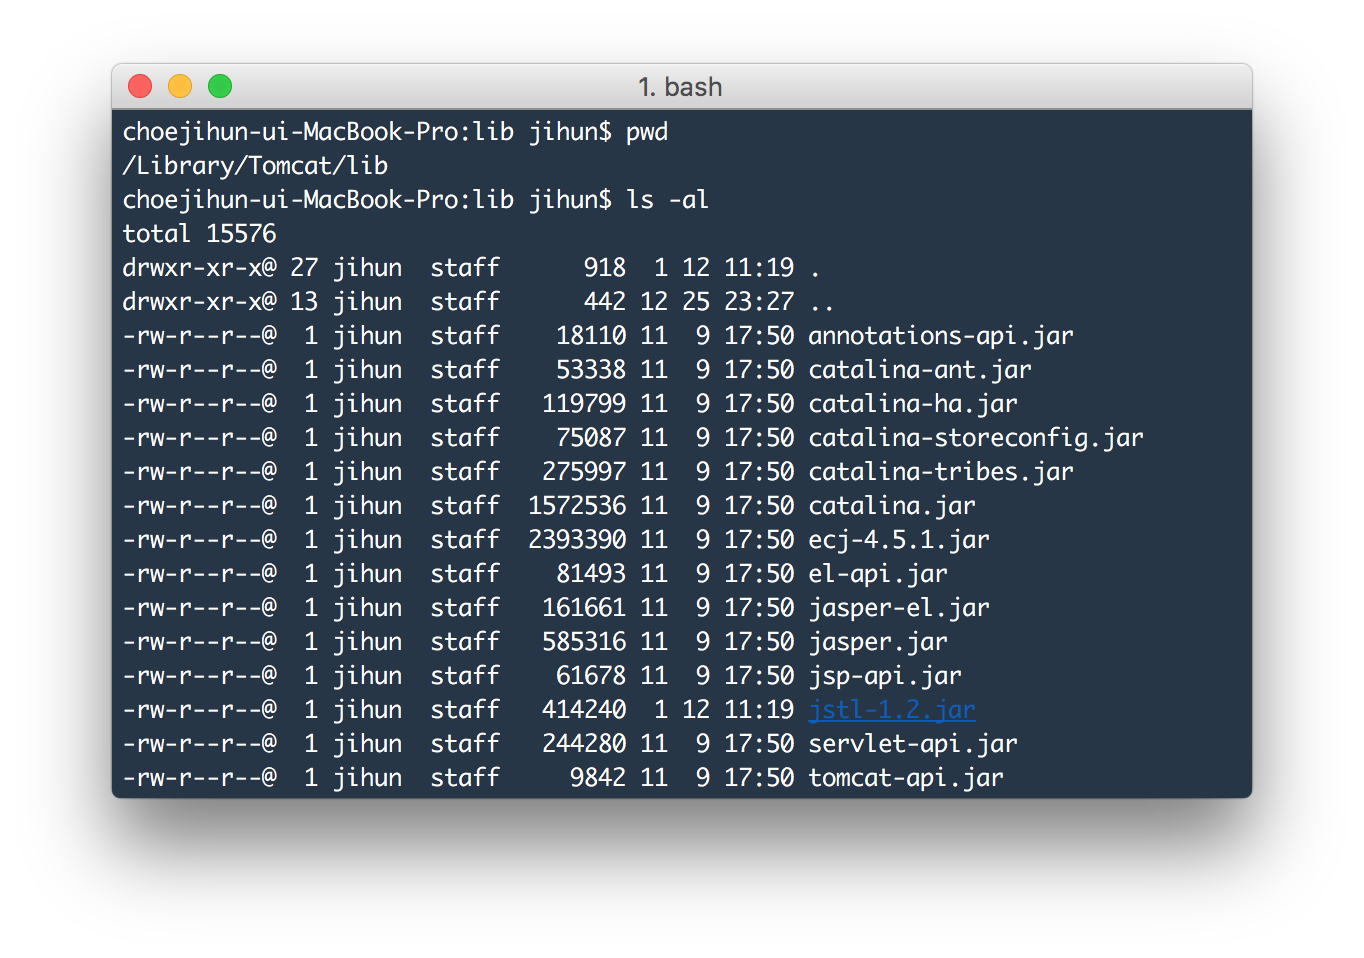 1. bash
choejihun-ui-MacBook-Pro:lib jihun$ pwd
/Library/Tomcat/lib
choejihun-ui-MacBook-Pro:lib jihun$ ls -al
total 15576
drwxr-xr-x@ 27 jihun  staff      918  1 12 11:19 .
drwxr-xr-x@ 13 jihun  staff      442 12 25 23:27 ..
-rw-r--r--@  1 jihun  staff    18110 11  9 17:50 annotations-api.jar
-rw-r--r--@  1 jihun  staff    53338 11  9 17:50 catalina-ant.jar
-rw-r--r--@  1 jihun  staff   119799 11  9 17:50 catalina-ha.jar
-rw-r--r--@  1 jihun  staff    75087 11  9 17:50 catalina-storeconfig.jar
-rw-r--r--@  1 jihun  staff   275997 11  9 17:50 catalina-tribes.jar
-rw-r--r--@  1 jihun  staff  1572536 11  9 17:50 catalina.jar
-rw-r--r--@  1 jihun  staff  2393390 11  9 17:50 ecj-4.5.1.jar
-rw-r--r--@  1 jihun  staff    81493 11  9 17:50 el-api.jar
-rw-r--r--@  1 jihun  staff   161661 11  9 17:50 jasper-el.jar
-rw-r--r--@  1 jihun  staff   585316 11  9 17:50 jasper.jar
-rw-r--r--@  1 jihun  staff    61678 11  9 17:50 jsp-api.jar
-rw-r--r--@  1 jihun  staff   414240  1 12 11:19 jstl-1.2.jar
-rw-r--r--@  1 jihun  staff   244280 11  9 17:50 servlet-api.jar
-rw-r--r--@  1 jihun  staff     9842 11  9 17:50 tomcat-api.jar